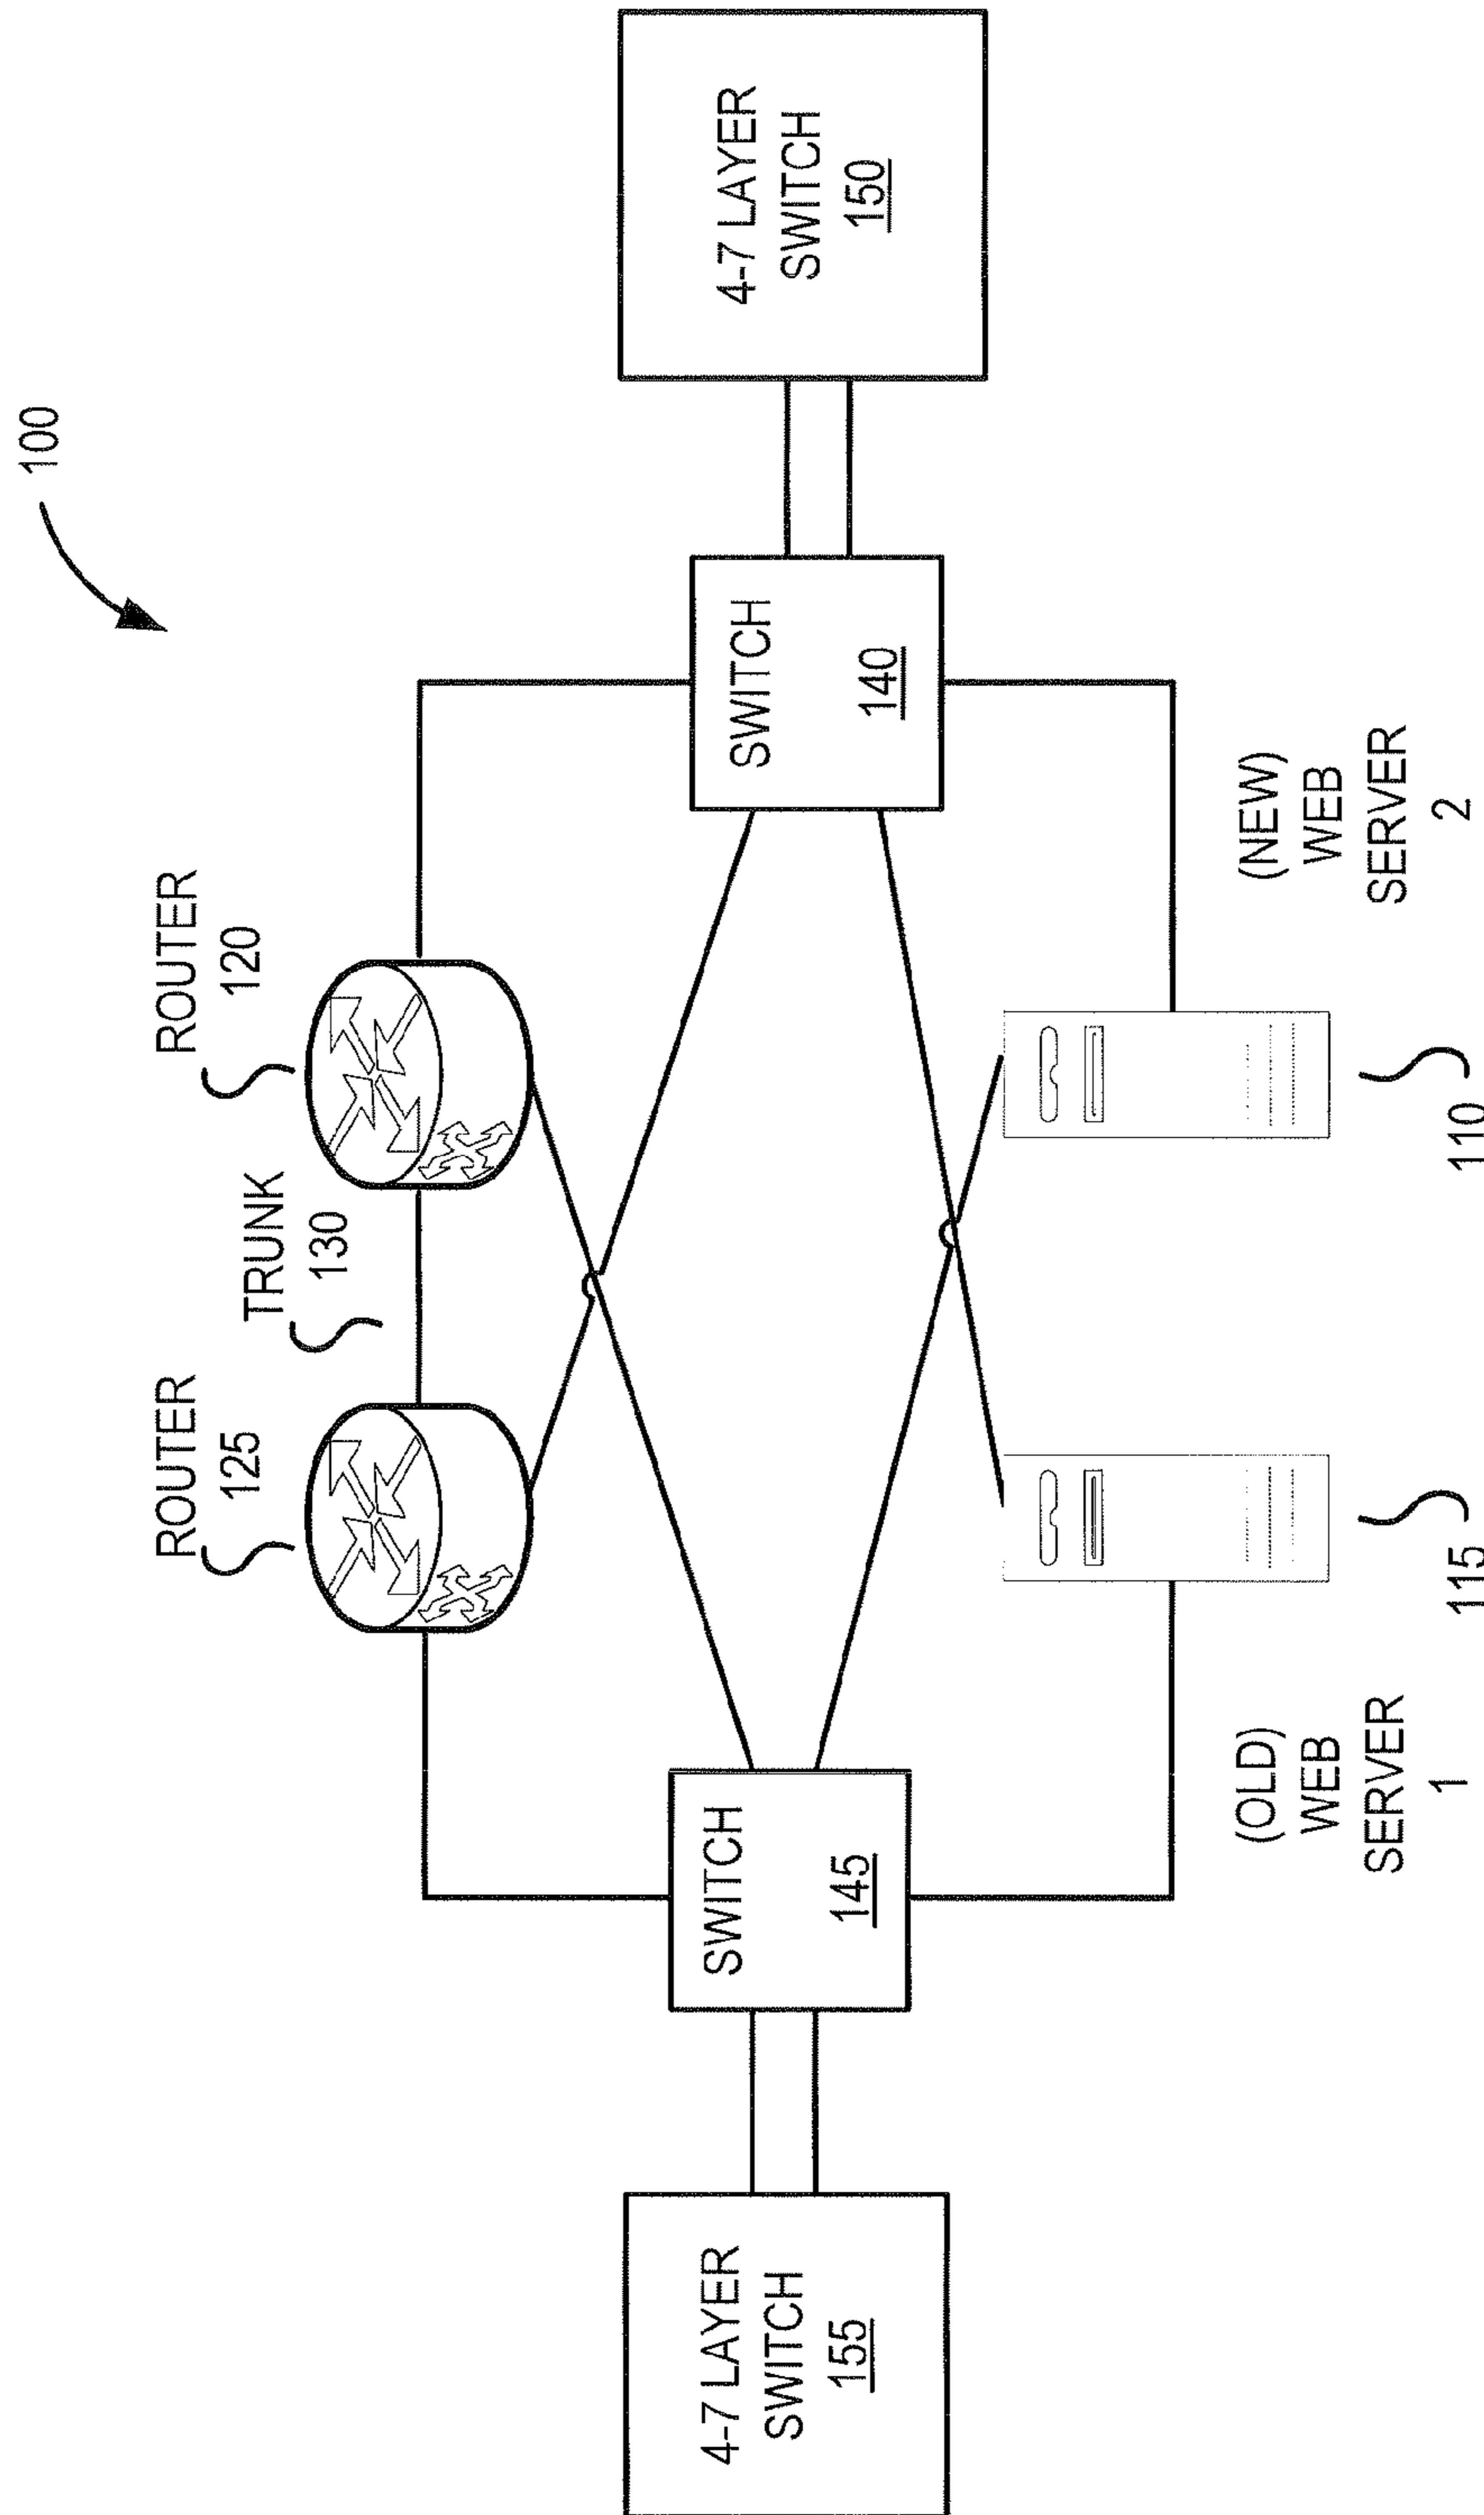 100
ROUTER
125
ROUTER
120
TRUNK
130
4-7 LAYER
SWITCH
155
SWITCH
145
SWITCH
140
4-7 LAYER
SWITCH
150
(OLD)
WEB
SERVER
1
115
110
(NEW)
WEB
SERVER
2